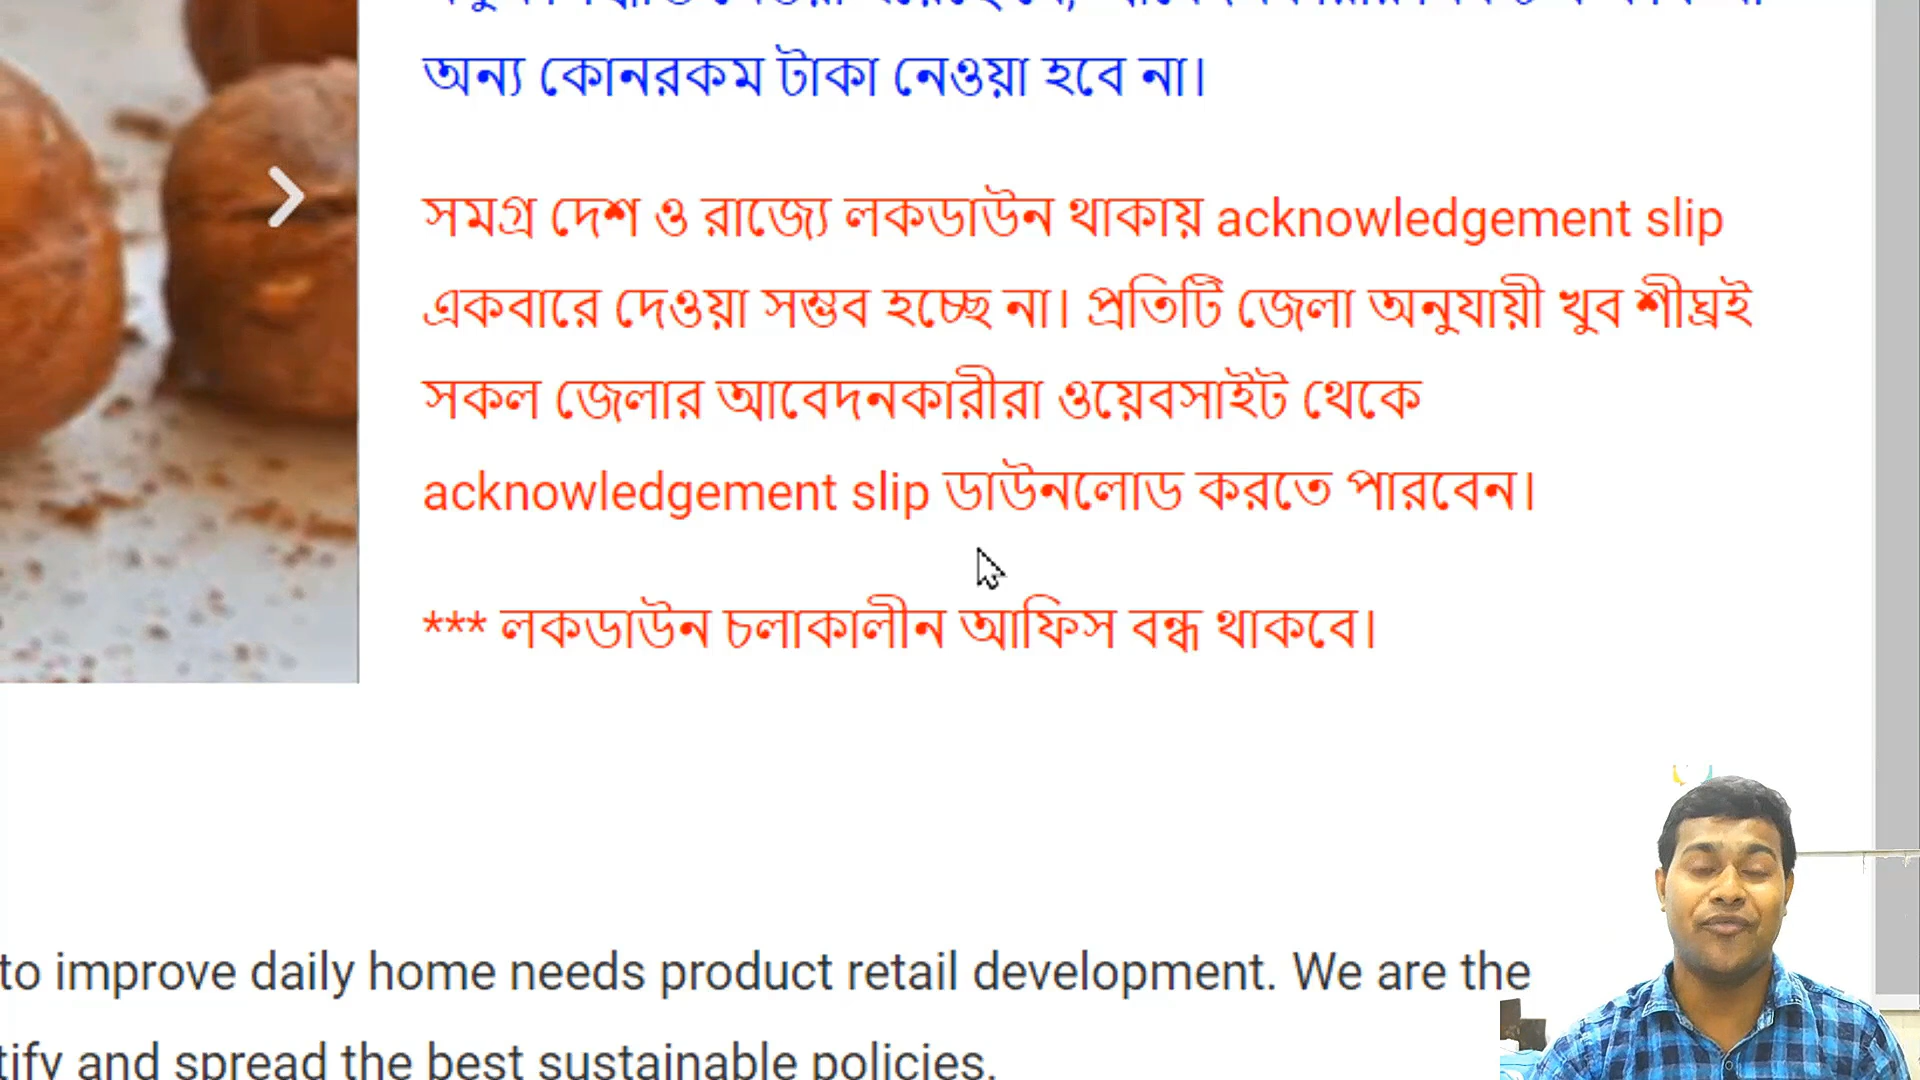 অন্য কোনরকম টাকা নেওয়া হবে না।
সমগ্র দেশ ও রাজ্যে লকডাউন থাকায় acknowledgement slip
একবারে দেওয়া সম্ভব হচ্ছে না। প্রতিটি জেলা অনুযায়ী খুব শীঘ্রই
সকল জেলার আবেদনকারীরা ওয়েবসাইট থেকে
acknowledgement slip ডাউনলোড করতে পারবেন।
*** লকডাউন চলাকালীন আফিস বন্ধ থাকবে।
to improve daily home needs product retail development. We are the
tify and spread the best sustainable policies.